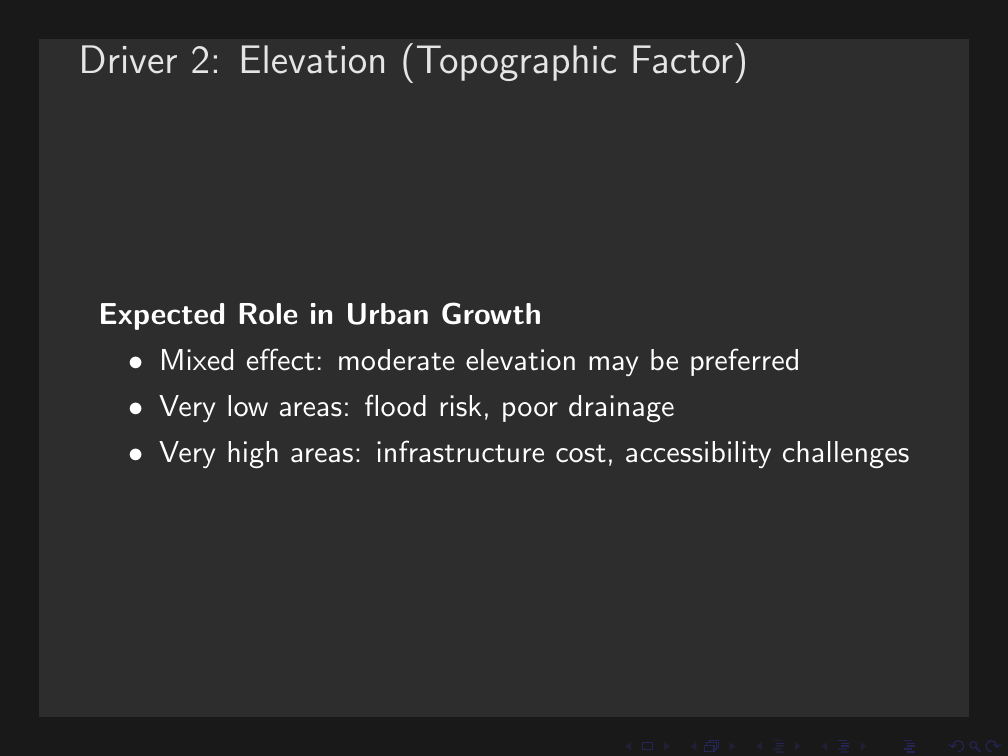 Driver 2: Elevation (Topographic Factor)
Expected Role in Urban Growth
• Mixed effect: moderate elevation may be preferred
• Very low areas: flood risk, poor drainage
• Very high areas: infrastructure cost, accessibility challenges